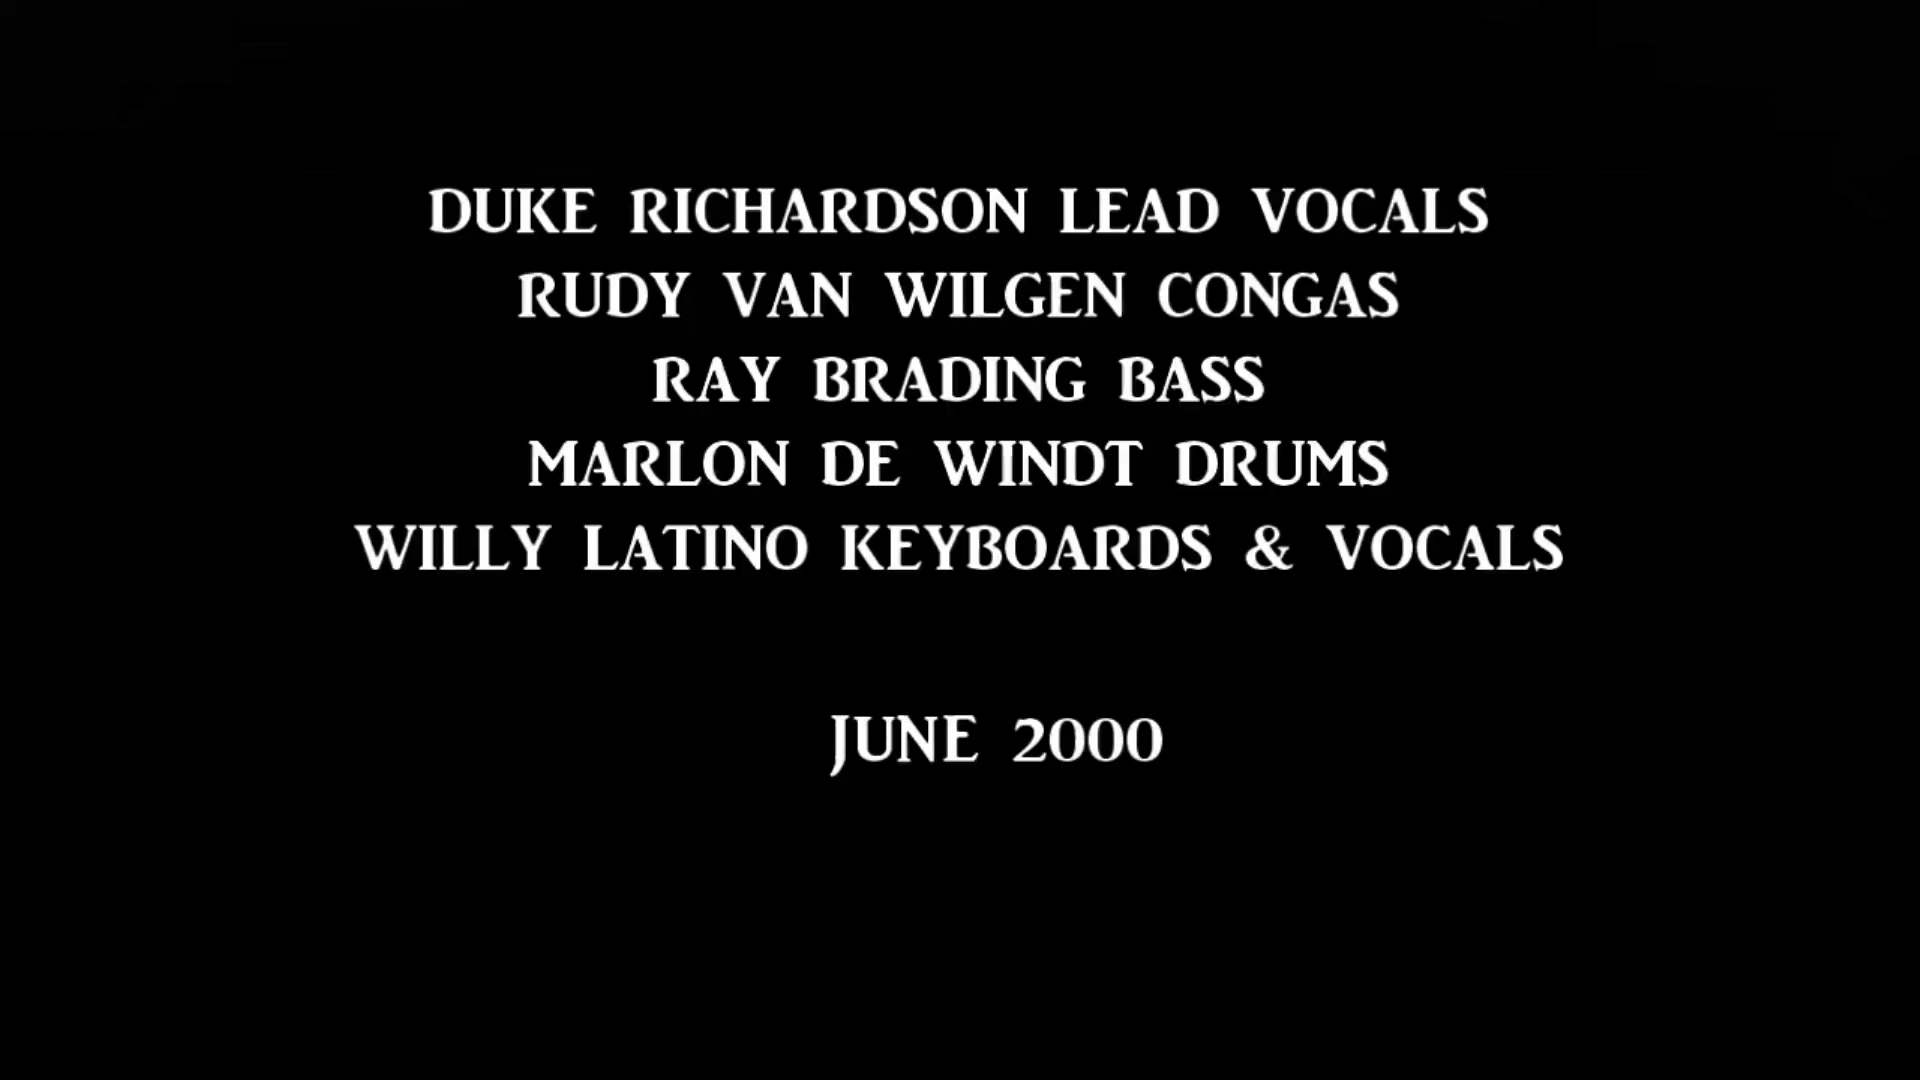 DUKE RICHARDSON LEAD VOCALS
RUDY VAN WILGEN CONGAS
RAY BRADING BASS
MARLON DE WINDT DRUMS
WILLY LATINO KEYBOARDS & VOCALS
JUNE 2000